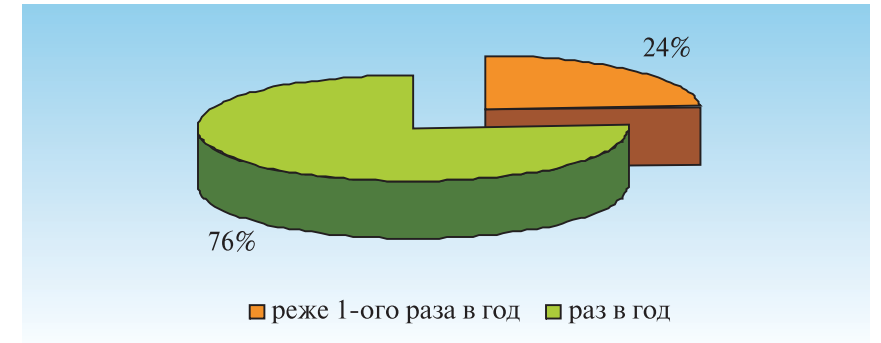 24%
76%
реже 1-ого раза в год
раз в год